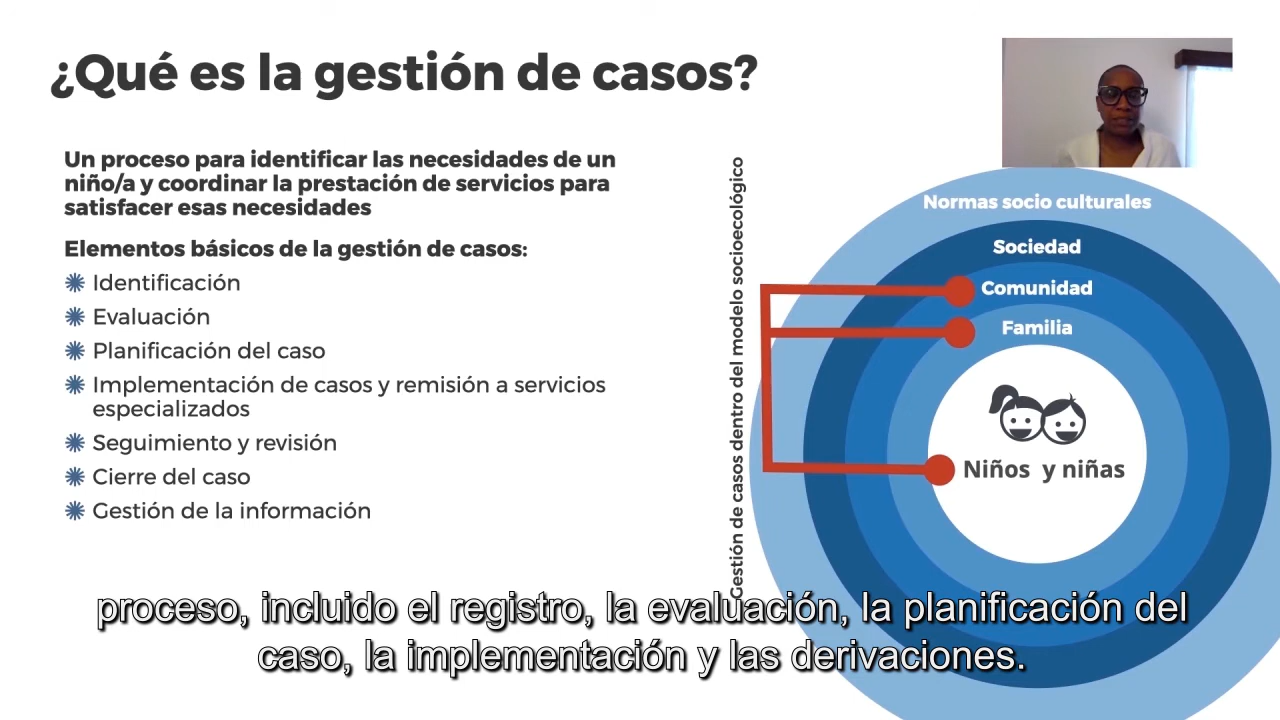 ¿Qué es la gestión de casos?
Un proceso para identificar las necesidades de un
niño/a y coordinar la prestación de servicios para
satisfacer esas necesidades
Elementos básicos de la gestión de casos:
Identificación
Evaluación
Planificación del caso
Implementación de casos y remisión a servicios
especializados
Seguimiento y revisión
Cierre del caso
Gestión de la información
Gestión de casos dentro del modelo socioecológico
Normas socio culturales
Sociedad
Comunidad
Familia
Niños y niñas
proceso, incluido el registro, la evaluación, la planificación del
caso, la implementación y las derivaciones.